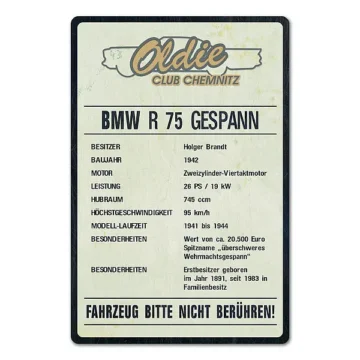 Oldie
CLUB CHEMNITZ
BMW R 75 GESPANN
BESITZER Holger Brandt
BAUJAHR 1942
MOTOR Zweizylinder-Viertaktmotor
LEISTUNG 26 PS / 19 kW
HUBRAUM 745 ccm
HÖCHSTGESCHWINDIGKEIT 95 km/h
MODELL-LAUFZEIT 1941 bis 1944
BESONDERHEITEN Wert von ca. 20.500 Euro
Spitzname „überschweres
Wehrmachtsgespann"
BESONDERHEITEN Erstbesitzer geboren
im Jahr 1891, seit 1983 in
Familienbesitz
FAHRZEUG BITTE NICHT BERÜHREN!